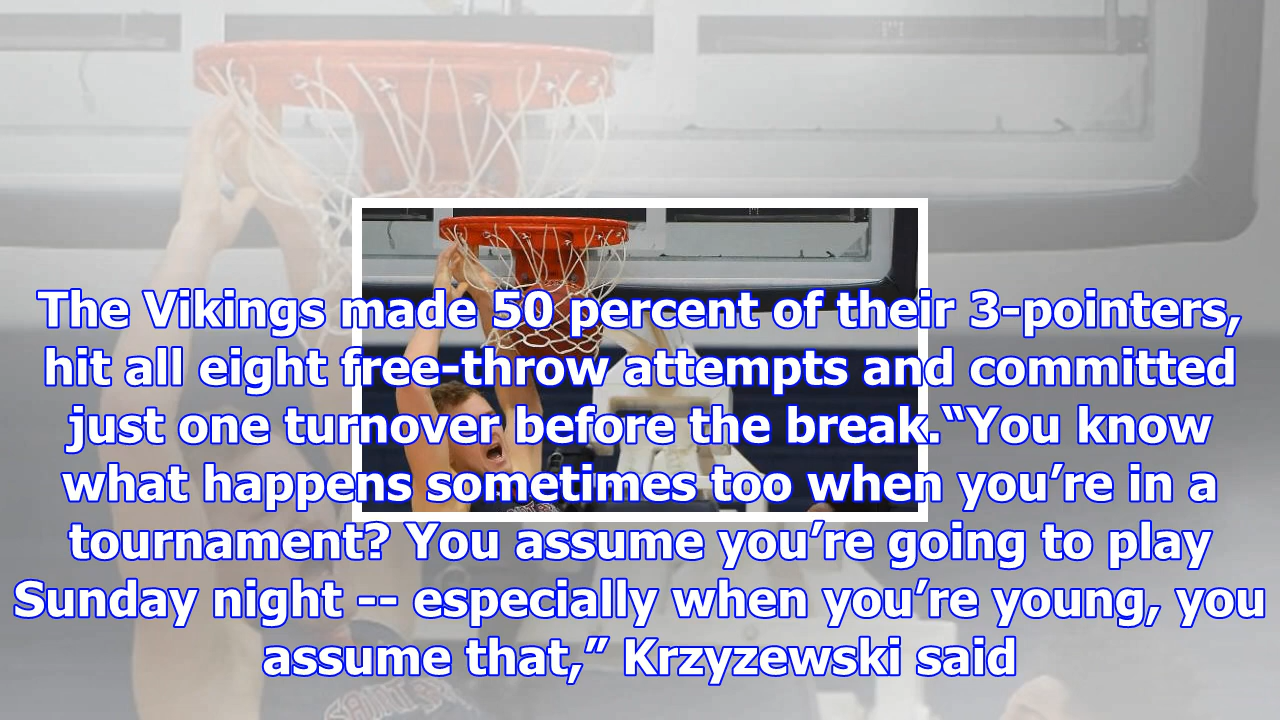 The Vikings made 50 percent of their 3-pointers,
hit all eight free-throw attempts and committed
just one turnover before the break.“You know
what happens sometimes too when you’re in a
tournament? You assume you’re going to play
Sunday night -- especially when you’re young, you
assume that,” Krzyzewski said